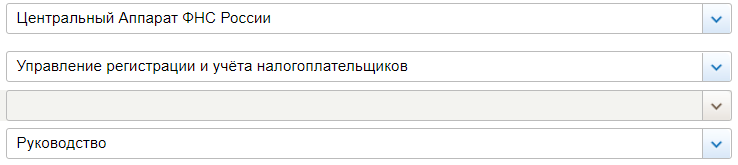 Центральный Аппарат ФНС России
Управление регистрации и учёта налогоплательщиков
Руководство